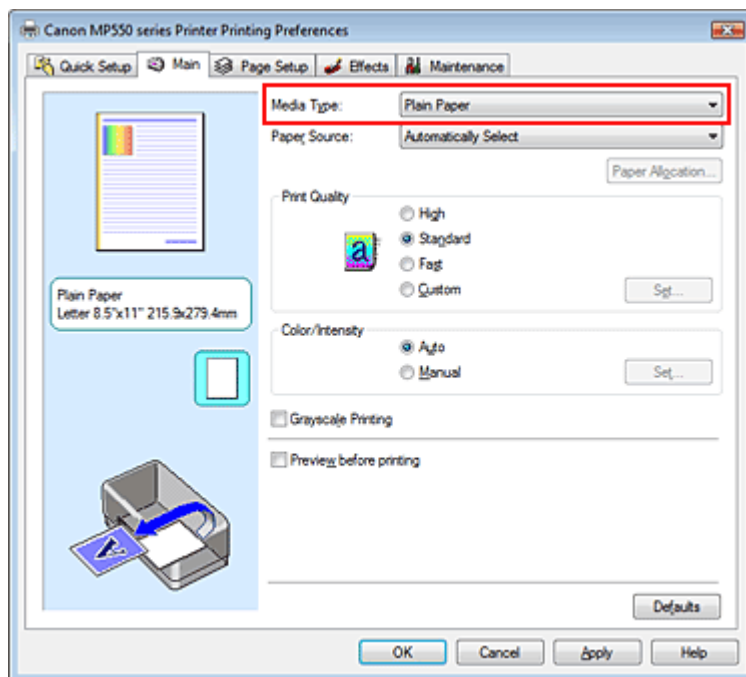 Canon MP550 series Printer Printing Preferences
Quick Setup Main Page Setup Effects Maintenance
Media Type: Plain Paper
Paper Source: Automatically Select
Paper Allocation...
Print Quality
High
a Standard
Fast
Custom Set...
Plain Paper
Letter 8.5"x11" 215.9x279.4mm
Color/Intensity
Auto
Manual Set...
Grayscale Printing
Preview before printing
A
Defaults
OK Cancel Apply Help